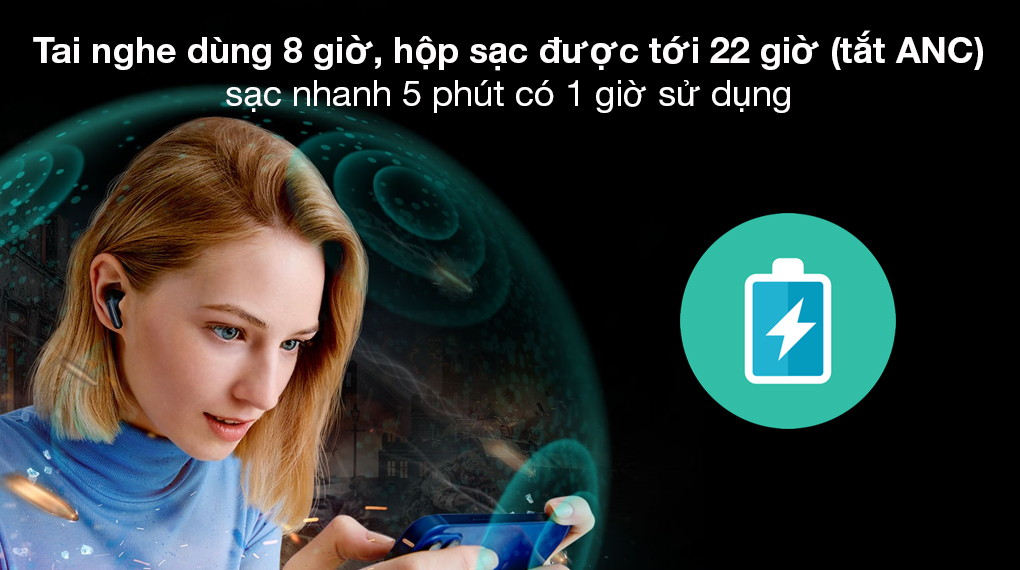 Tai nghe dùng 8 giờ, hộp sạc được tới 22 giờ (tắt ANC)
sạc nhanh 5 phút có 1 giờ sử dụng